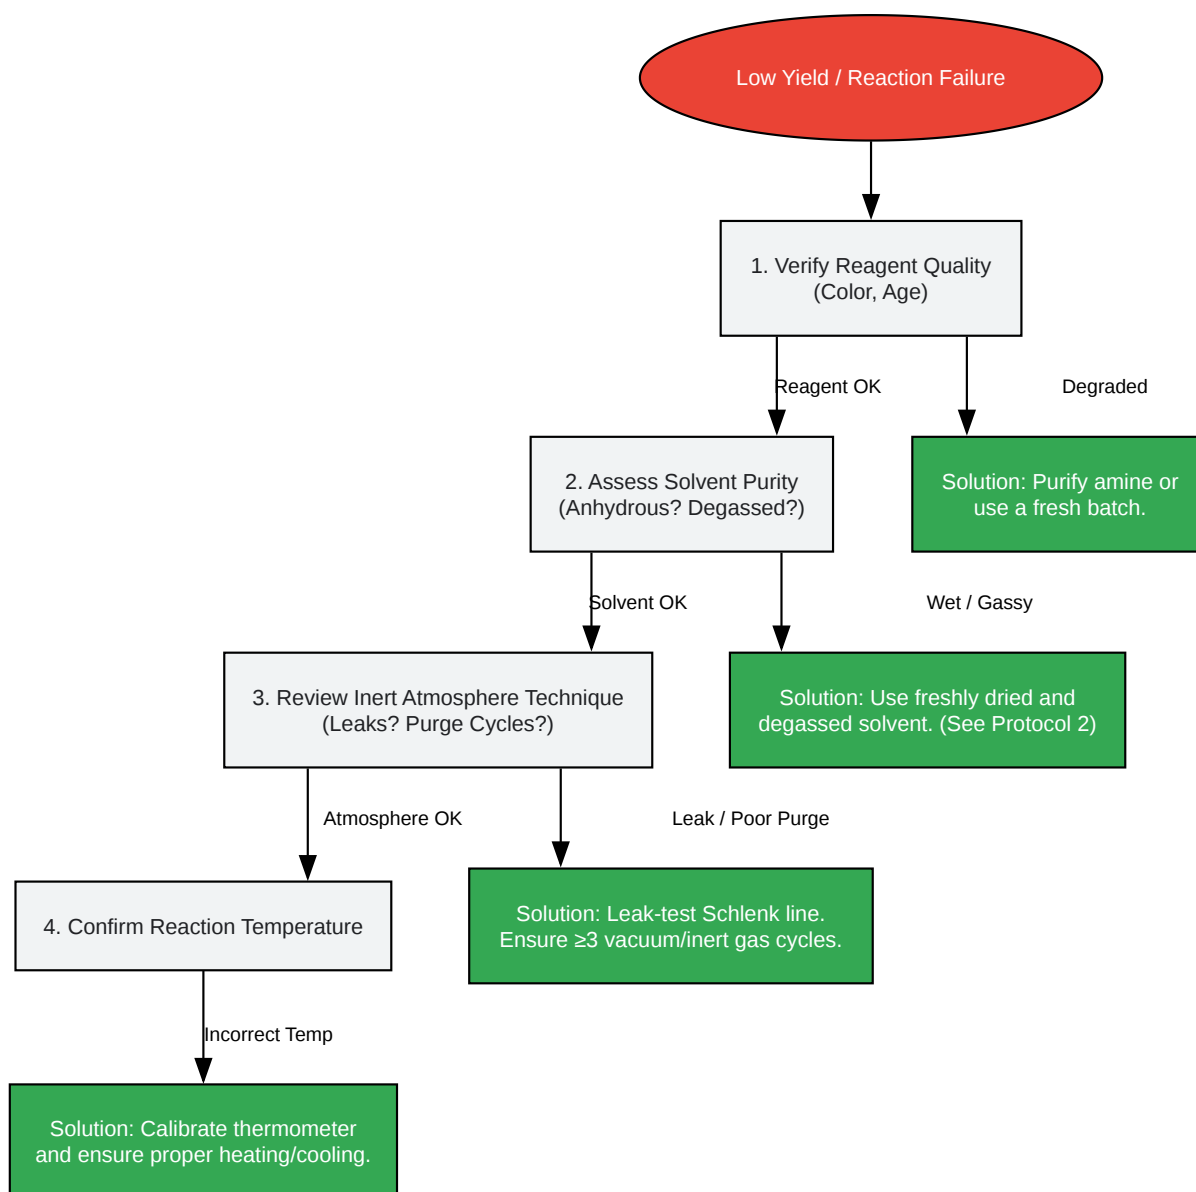 Low Yield / Reaction Failure
1. Verify Reagent Quality
(Color, Age)
Reagent OK
Degraded
2. Assess Solvent Purity
(Anhydrous? Degassed?)
Solution: Purify amine or
use a fresh batch.
Solvent OK
Wet / Gassy
3. Review Inert Atmosphere Technique
(Leaks? Purge Cycles?)
Solution: Use freshly dried and
degassed solvent. (See Protocol 2)
Atmosphere OK
Leak / Poor Purge
4. Confirm Reaction Temperature
Solution: Leak-test Schlenk line.
Ensure ≥3 vacuum/inert gas cycles.
Incorrect Temp
Solution: Calibrate thermometer
and ensure proper heating/cooling.